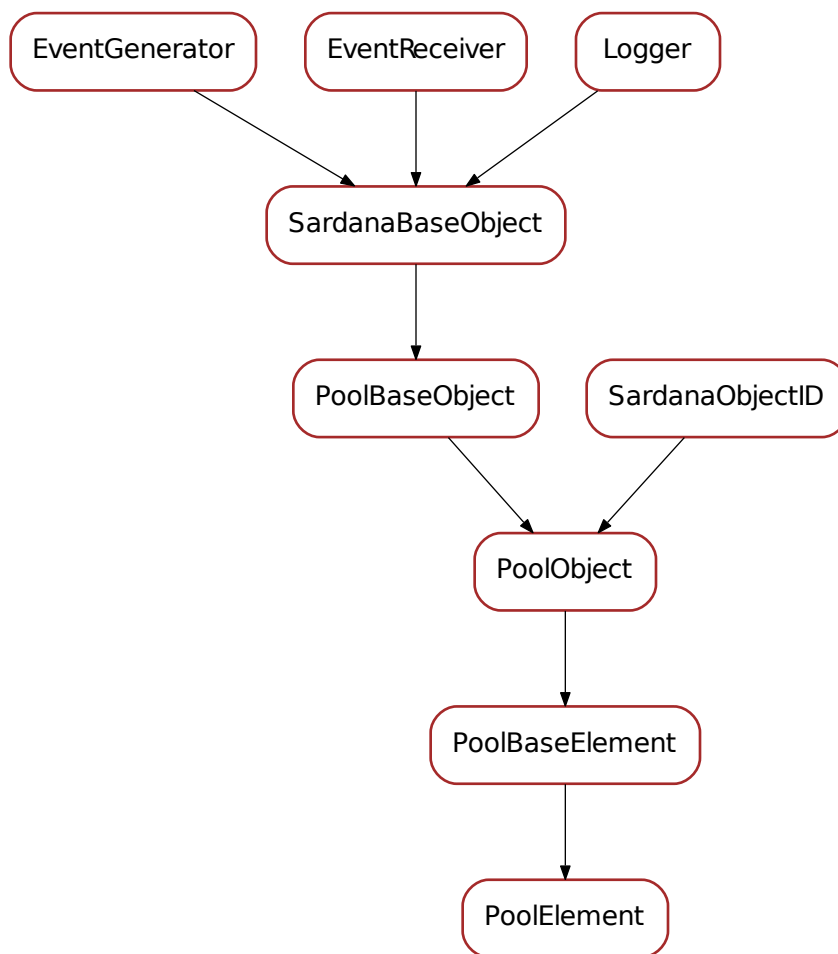 EventGenerator
EventReceiver
Logger
SardanaBaseObject
PoolBaseObject
SardanaObjectID
PoolObject
PoolBaseElement
PoolElement